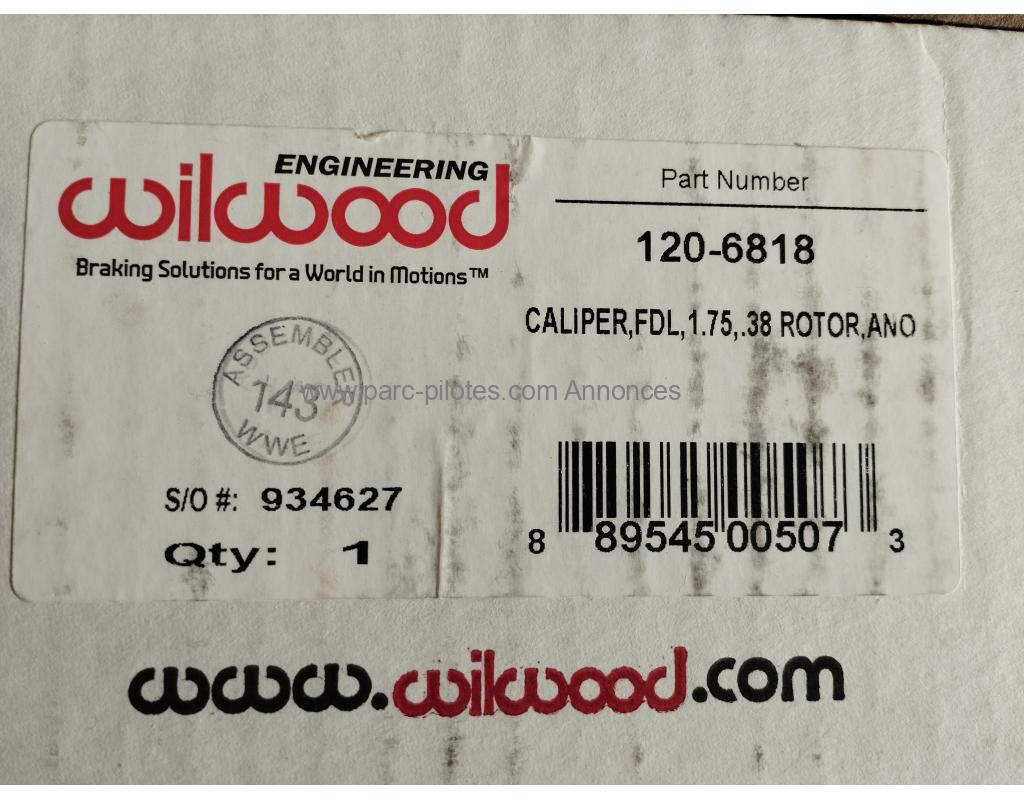 ENGINEERING
wilwood
Braking Solutions for a World in Motions™
Part Number
120-6818
CALIPER,FDL,1.75,.38 ROTOR,ANO
ASSEMBLER
143
WWE
www.parc-pilotes.com Annonces
S/O #: 934627
Qty: 1
8 89545 00507 3
www.wilwood.com